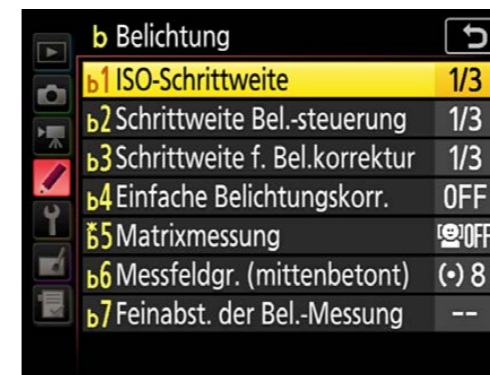 b Belichtung
b1 ISO-Schrittweite 1/3
b2 Schrittweite Bel.-steuerung 1/3
b3 Schrittweite f. Bel.korrektur 1/3
b4 Einfache Belichtungskorr. OFF
b5 Matrixmessung OFF
b6 Messfeldgr. (mittenbetont) (•) 8
b7 Feinabst. der Bel.-Messung --